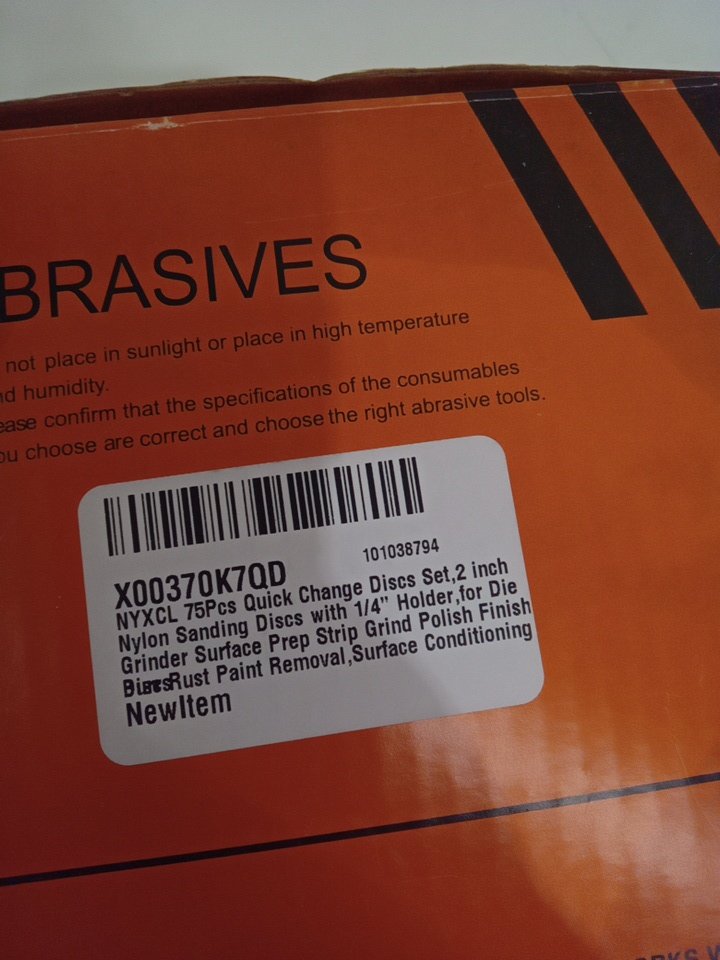 BRASIVES
not place in sunlight or place in high temperature
nd humidity.
ease confirm that the specifications of the consumables
ou choose are correct and choose the right abrasive tools.
101038794
X00370K7QD
NYXCL 75Pcs Quick Change Discs Set,2 inch
Nylon Sanding Discs with 1/4” Holder,for Die
Grinder Surface Prep Strip Grind Polish Finish
Rust Paint Removal,Surface Conditioning
NewItem